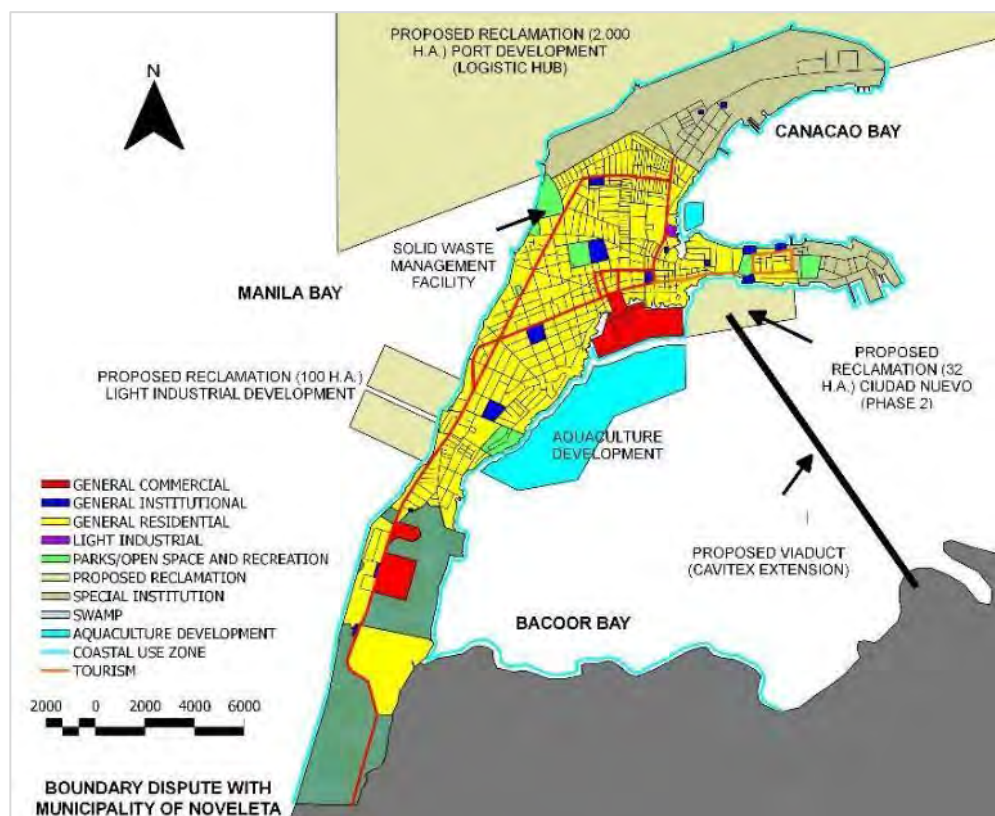 PROPOSED RECLAMATION (2.000
H.A.) PORT DEVELOPMENT
(LOGISTIC HUB)
N
CANACAO BAY
SOLID WASTE
MANAGEMENT
FACILITY
MANILA BAY
PROPOSED RECLAMATION (100 H.A.)
LIGHT INDUSTRIAL DEVELOPMENT
PROPOSED
RECLAMATION (32
H.A.) CIUDAD NUEVO
(PHASE 2)
AQUACULTURE
DEVELOPMENT
PROPOSED VIADUCT
(CAVITEX EXTENSION)
BACOOR BAY
GENERAL COMMERCIAL
GENERAL INSTITUTIONAL
GENERAL RESIDENTIAL
LIGHT INDUSTRIAL
PARKS/OPEN SPACE AND RECREATION
PROPOSED RECLAMATION
SPECIAL INSTITUTION
SWAMP
AQUACULTURE DEVELOPMENT
COASTAL USE ZONE
TOURISM
2000 0 2000 4000 6000
BOUNDARY DISPUTE WITH
MUNICIPALITY OF NOVELETA